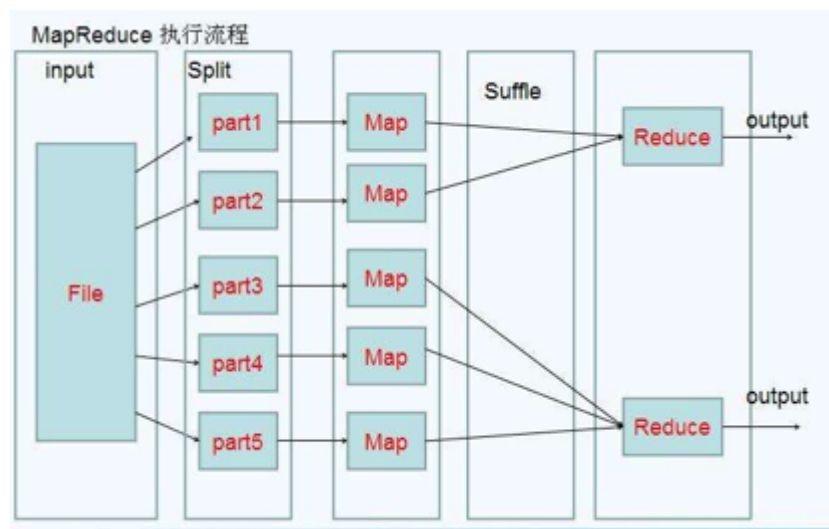 MapReduce 执行流程
input
Split
Suffle
File
part1
Map
Reduce
output
part2
Map
part3
Map
part4
Map
part5
Map
Reduce
output